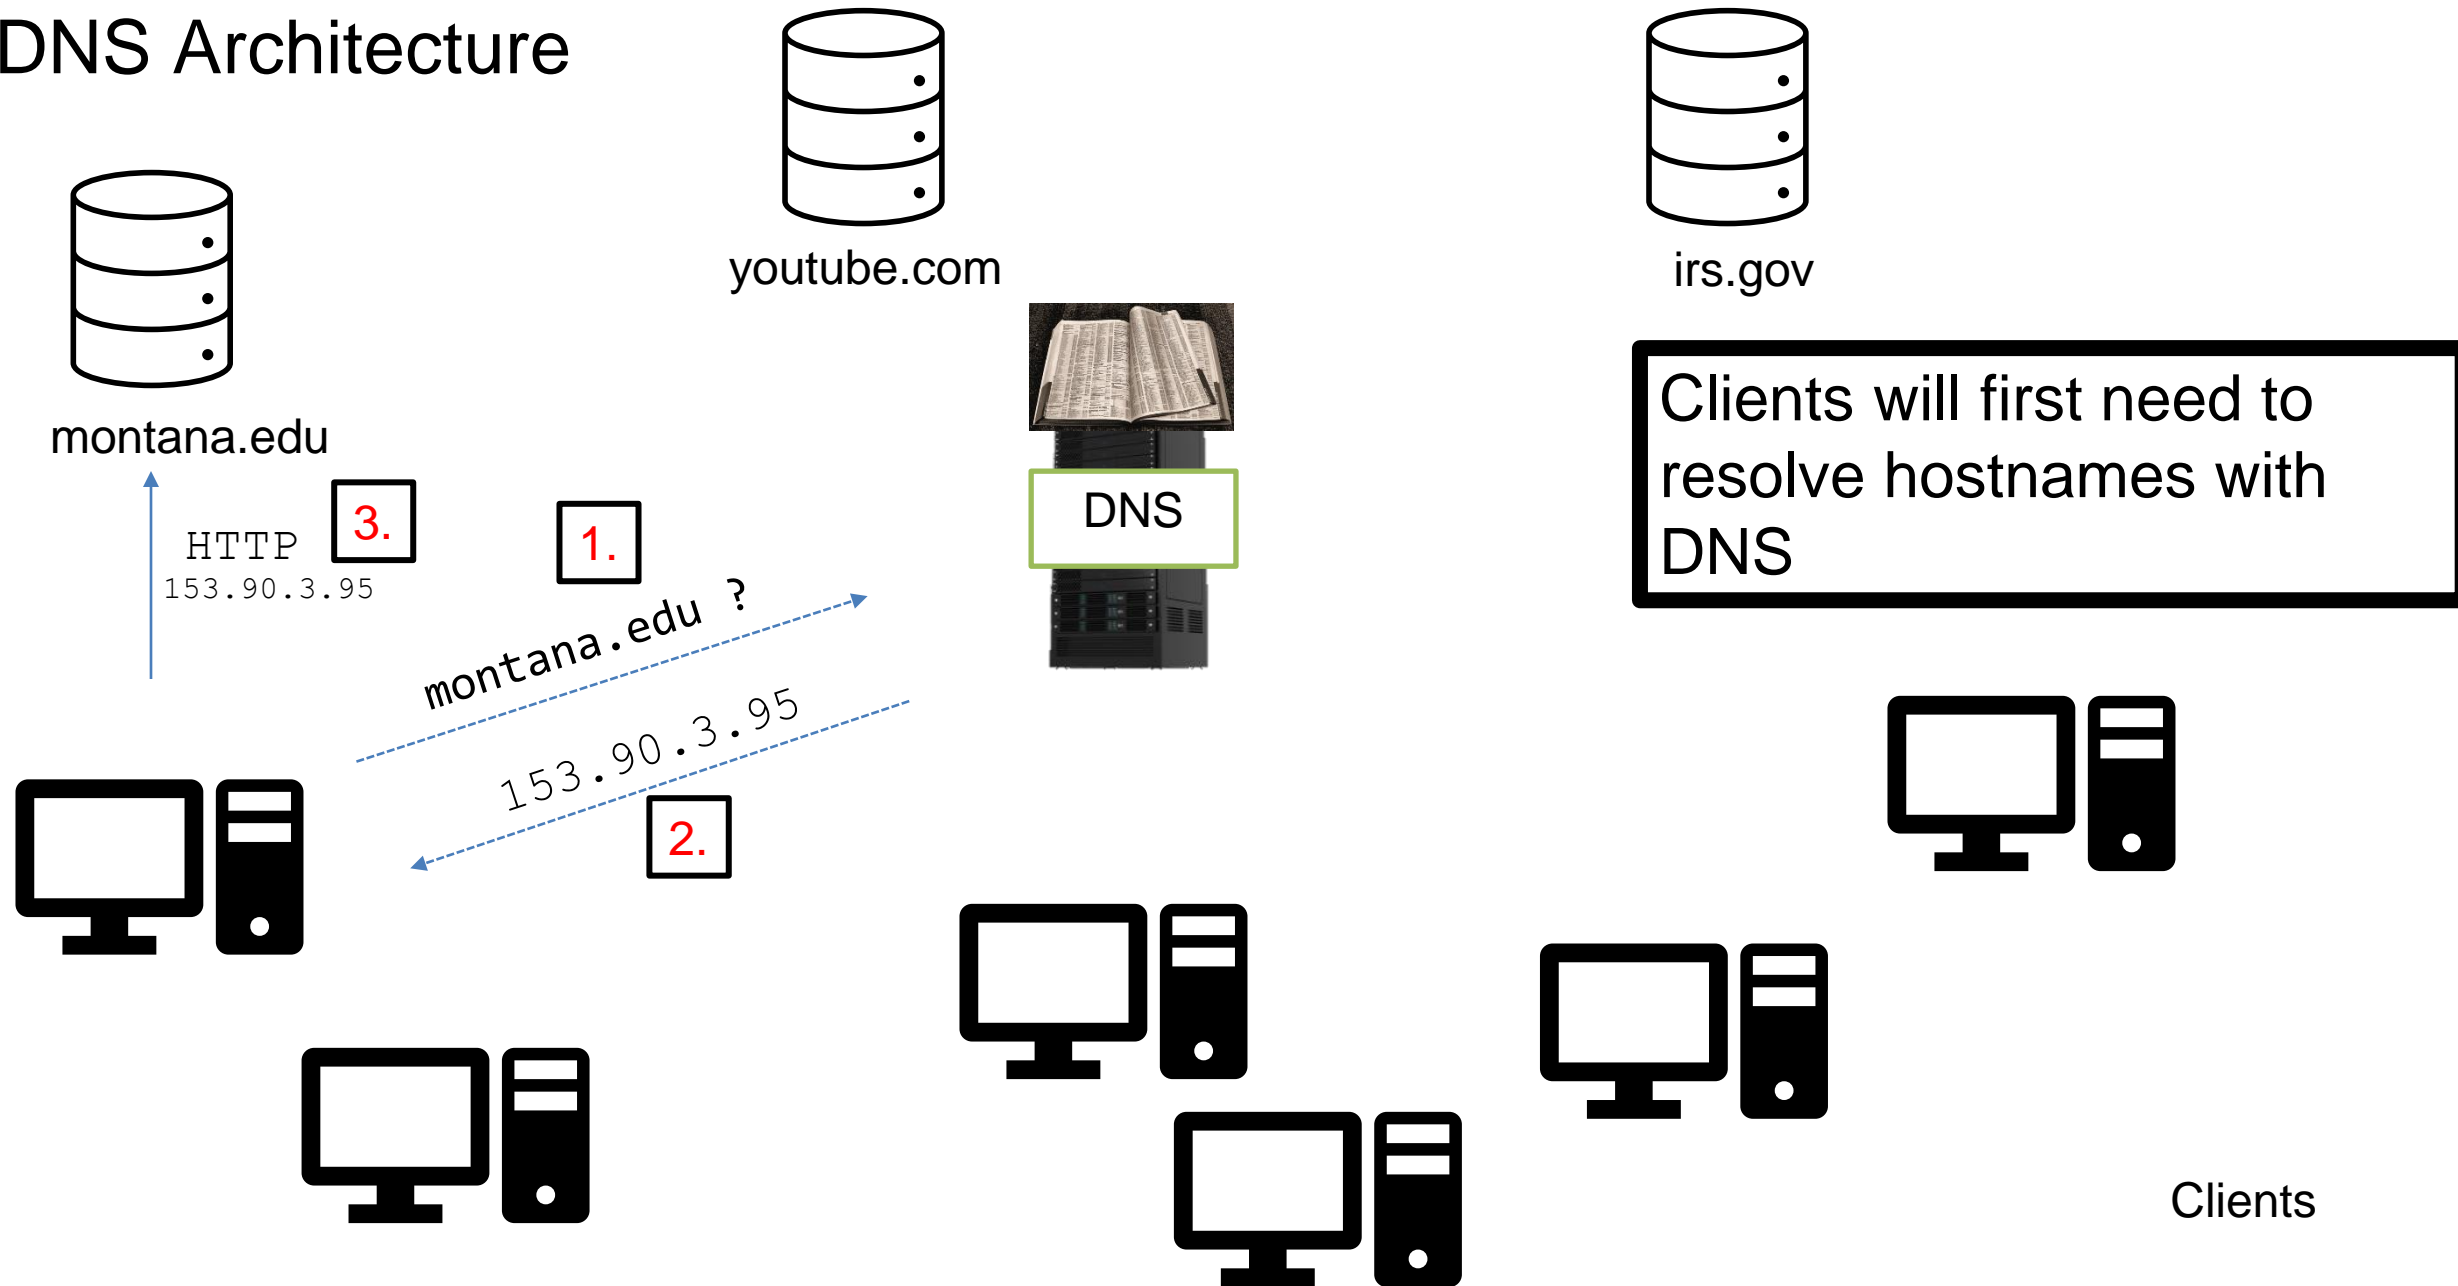 DNS Architecture
youtube.com
irs.gov
montana.edu
Clients will first need to
resolve hostnames with
DNS
DNS
3.
1.
HTTP
153.90.3.95
montana.edu ?
153.90.3.95
2.
Clients